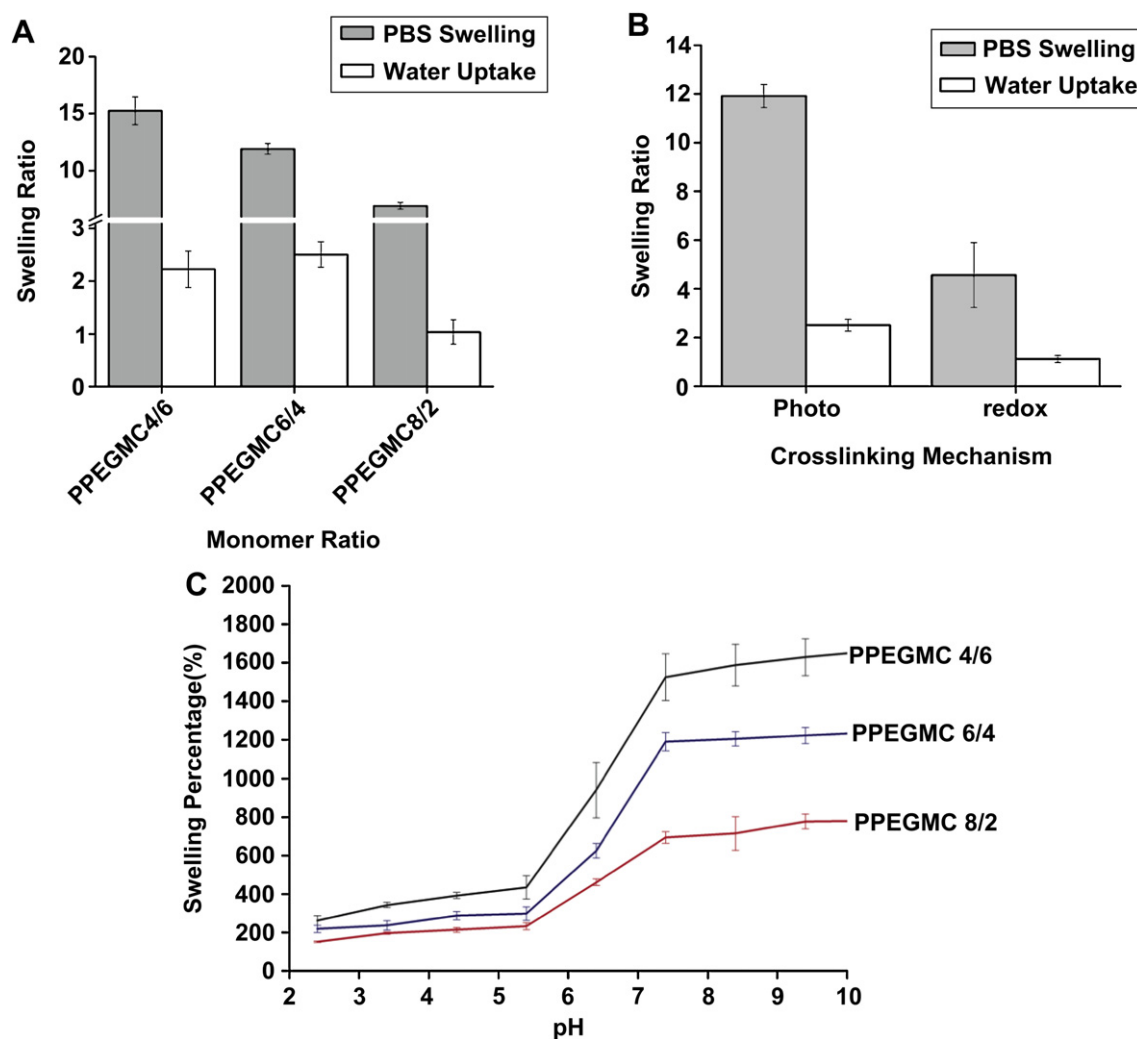 A
PBS Swelling
Water Uptake
20
15
10
3
2
1
0
Swelling Ratio
PPEGMC4/6
PPEGMC6/4
PPEGMC8/2
Monomer Ratio
B
PBS Swelling
Water Uptake
14
12
10
8
6
4
2
0
Swelling Ratio
Photo
redox
Crosslinking Mechanism
C
2000
1800
1600
1400
1200
1000
800
600
400
200
0
Swelling Percentage(%)
PPEGMC 4/6
PPEGMC 6/4
PPEGMC 8/2
2 3 4 5 6 7 8 9 10
pH